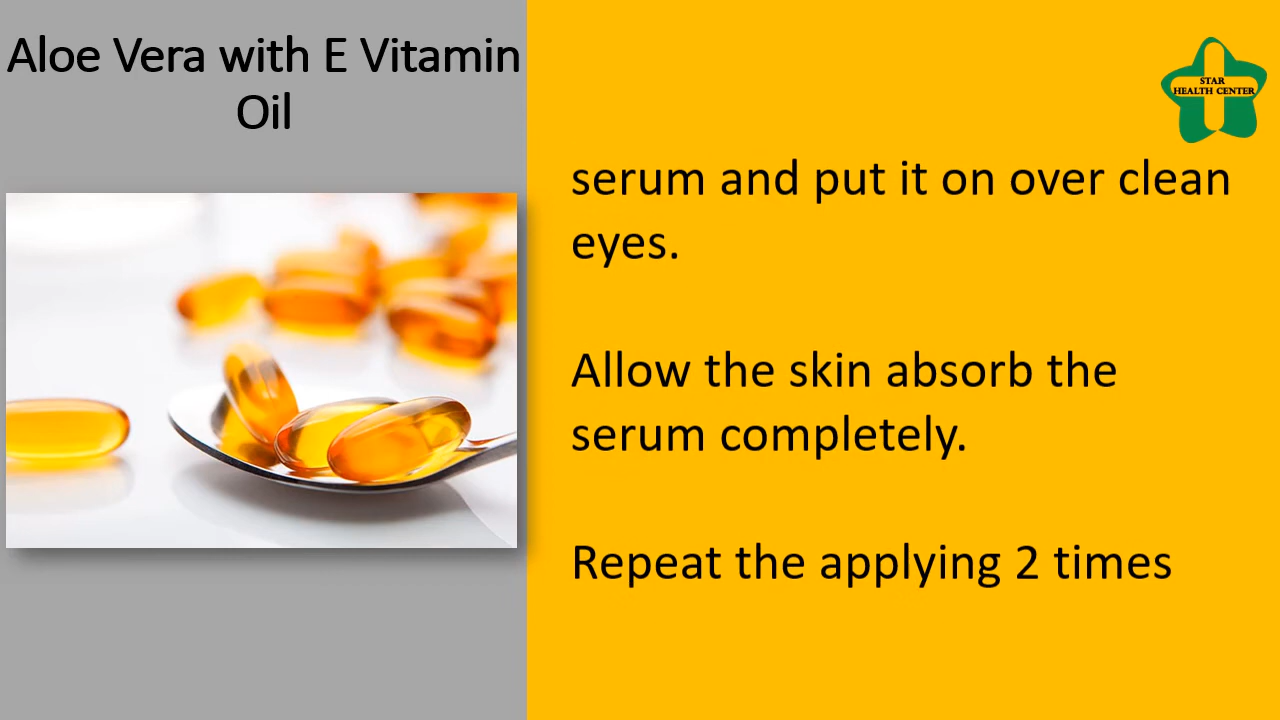 Aloe Vera with E Vitamin
Oil
STAR
HEALTH CENTER
serum and put it on over clean
eyes.
Allow the skin absorb the
serum completely.
Repeat the applying 2 times